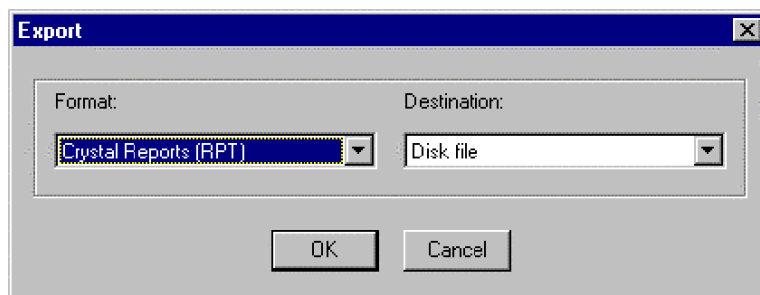 Export
Format: Destination:
Crystal Reports (RPT) Disk file
OK Cancel